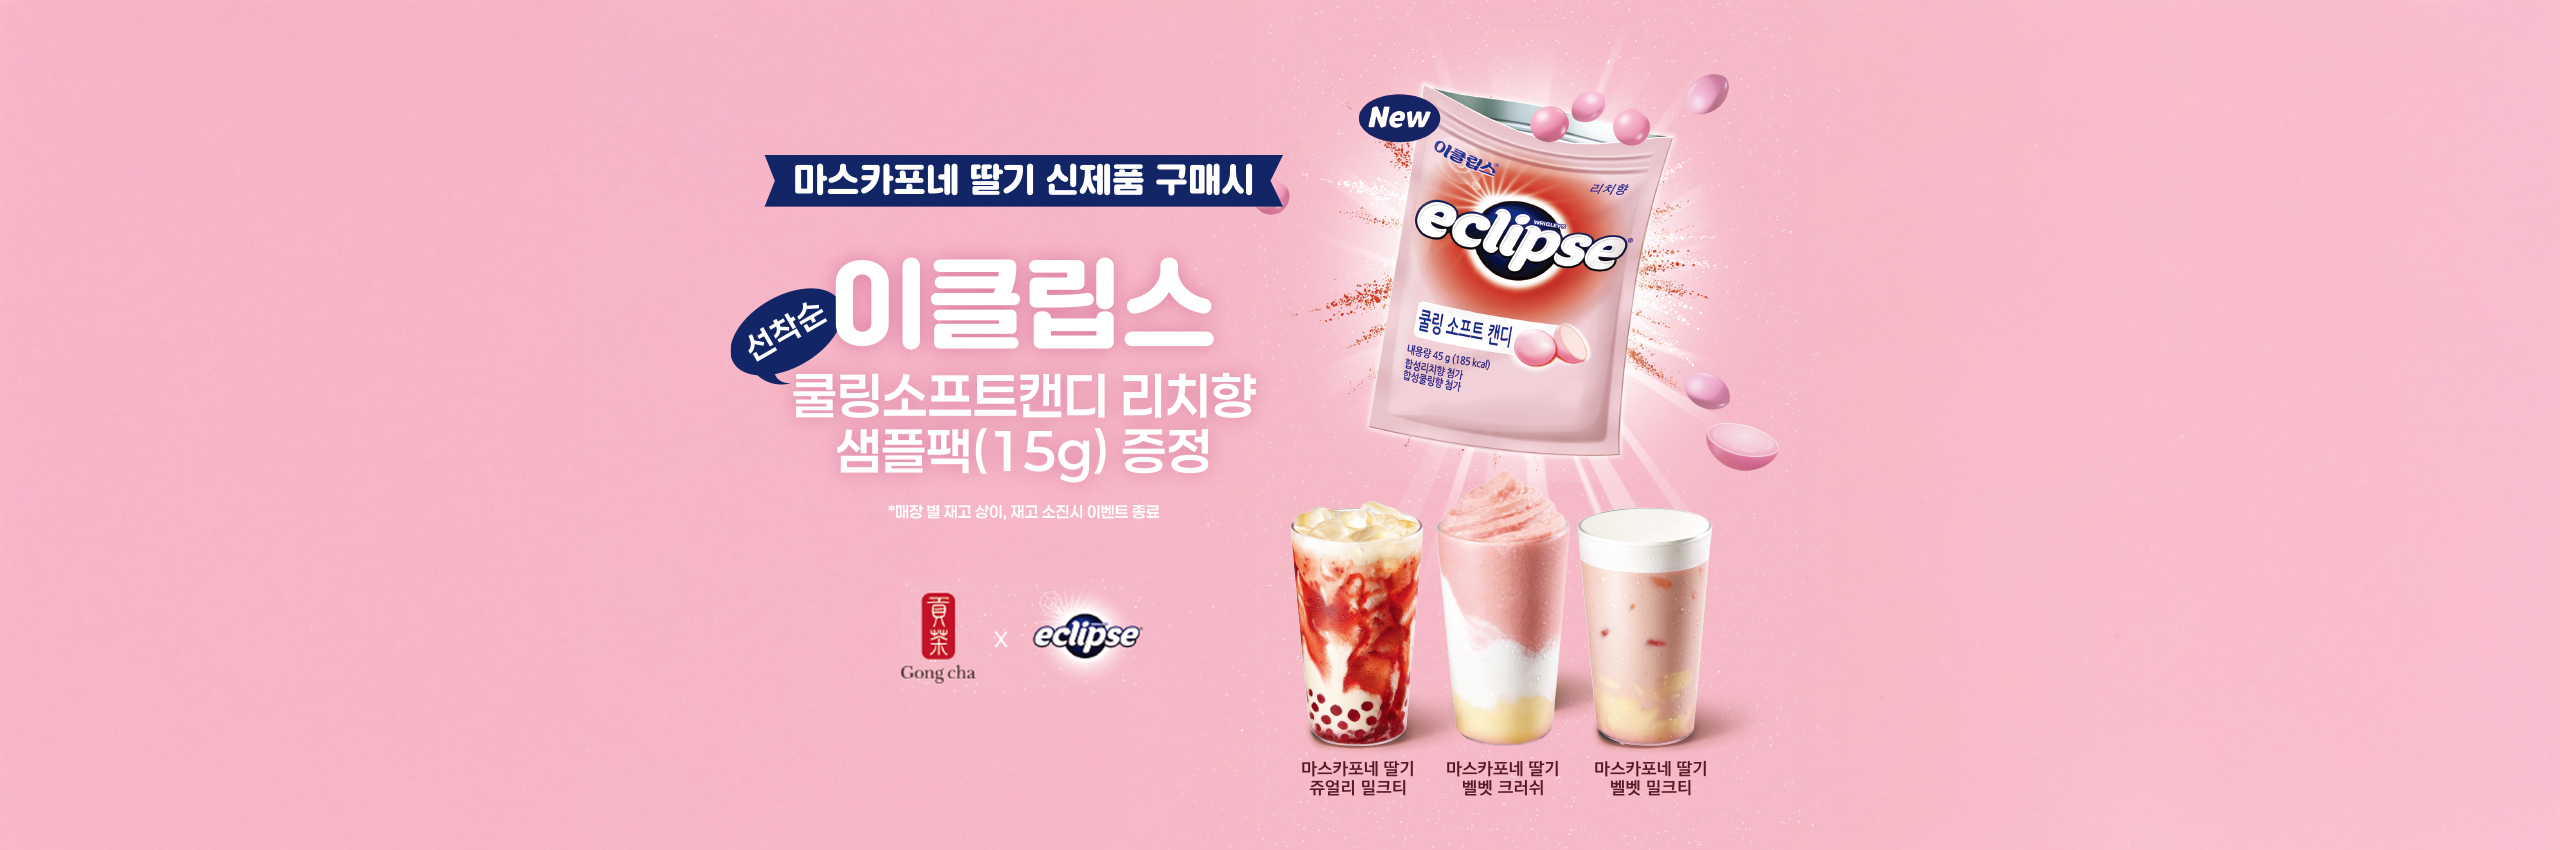 마스카포네 딸기 신제품 구매시
선착순
이클립스
쿨링소프트캔디 리치향
샘플팩(15g) 증정
*매장 별 재고 상이, 재고 소진시 이벤트 종료
貢茶
Gong cha
x
eclipse
New
이클립스
리치향
WRIGLEY'S
eclipse
쿨링 소프트 캔디
내용량 45 g (185 kcal)
합성리치향 첨가
합성쿨링향 첨가
마스카포네 딸기
쥬얼리 밀크티
마스카포네 딸기
벨벳 크러쉬
마스카포네 딸기
벨벳 밀크티